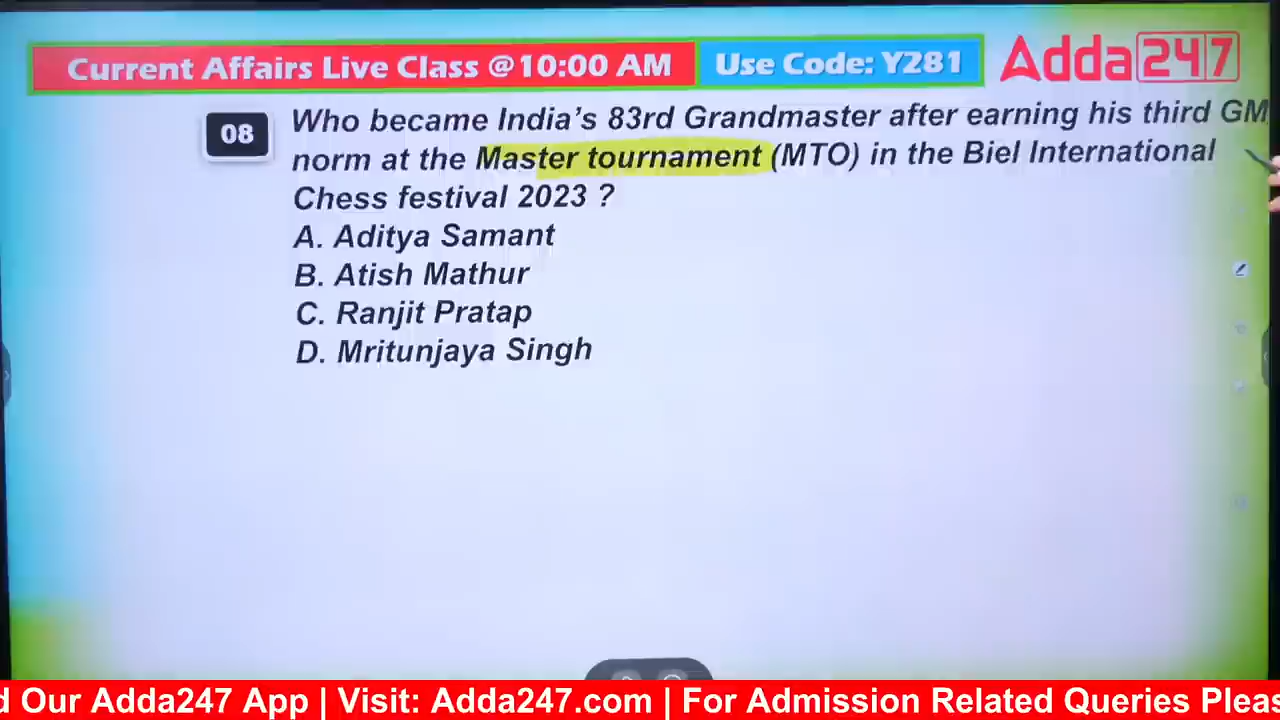 Current Affairs Live Class @10:00 AM
Use Code: Y281
Adda247
08
Who became India's 83rd Grandmaster after earning his third GM
norm at the Master tournament (MTO) in the Biel International
Chess festival 2023 ?
A. Aditya Samant
B. Atish Mathur
C. Ranjit Pratap
D. Mritunjaya Singh
d Our Adda247 App | Visit: Adda247.com | For Admission Related Queries Pleas